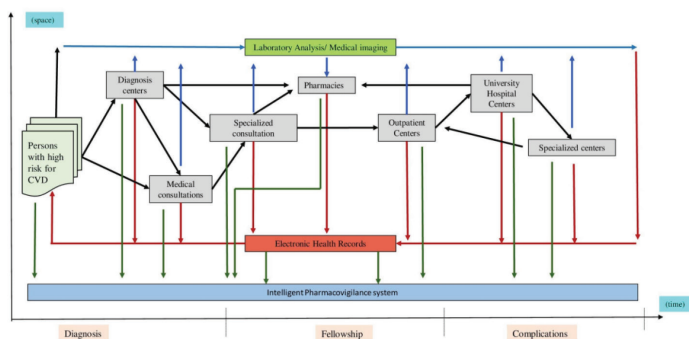 (space)
Laboratory Analysis/ Medical imaging
Diagnosis
centers
Pharmacies
University
Hospital
Centers
Persons
with high
risk for
CVD
Specialized
consultation
Outpatient
Centers
Specialized centers
Medical
consultations
Electronic Health Records
Intelligent Pharmacovigilance system
(time)
Diagnosis
Fellowship
Complications